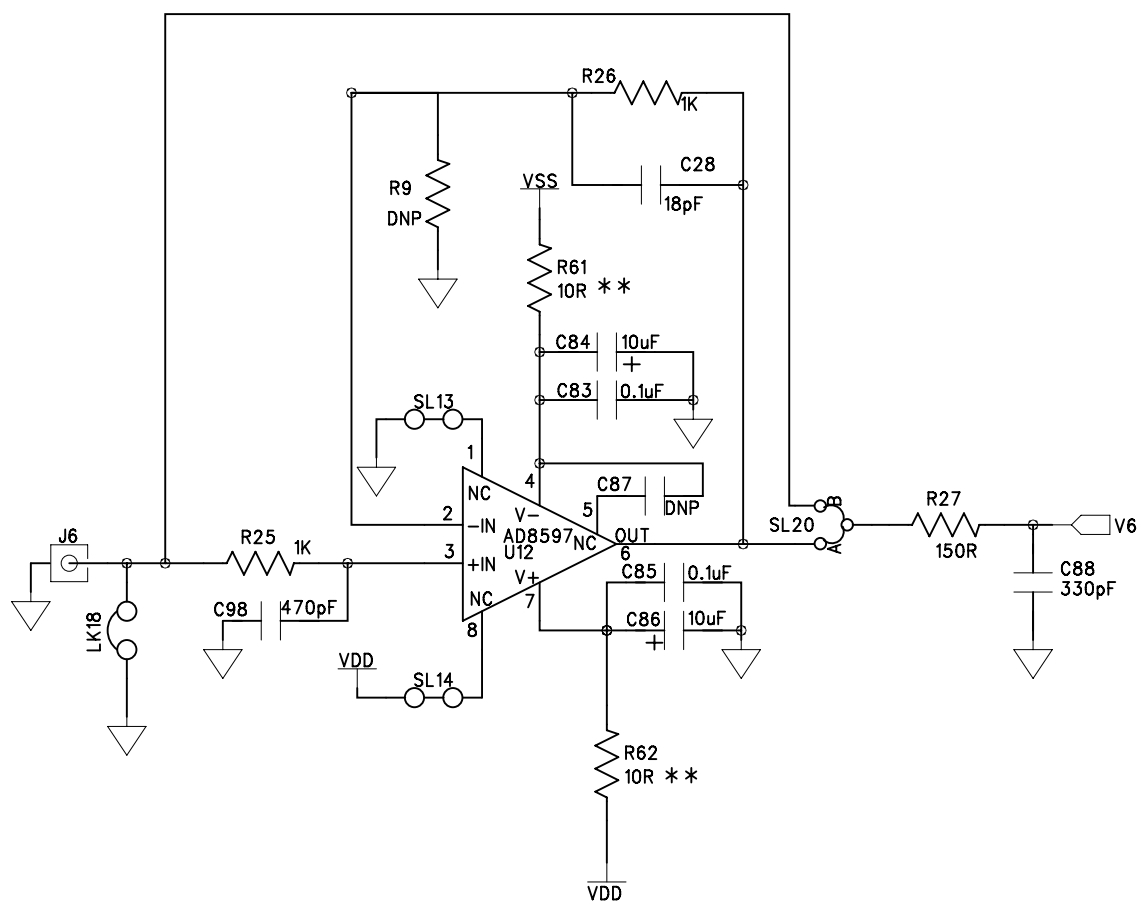 R26
1K
C28
18pF
R9
DNP
VSS
R61
10R **
C84 10uF
+
C83 0.1uF
SL13
1
NC
4
V-
C87
DNP
5
NC
2
-IN
AD8597
U12
OUT
6
3
+IN
V+
7
NC
8
J6
R25
1K
C98 470pF
LK18
VDD
SL14
C85 0.1uF
C86 10uF
+
R62
10R **
VDD
SL20
B
A
R27
150R
V6
C88
330pF